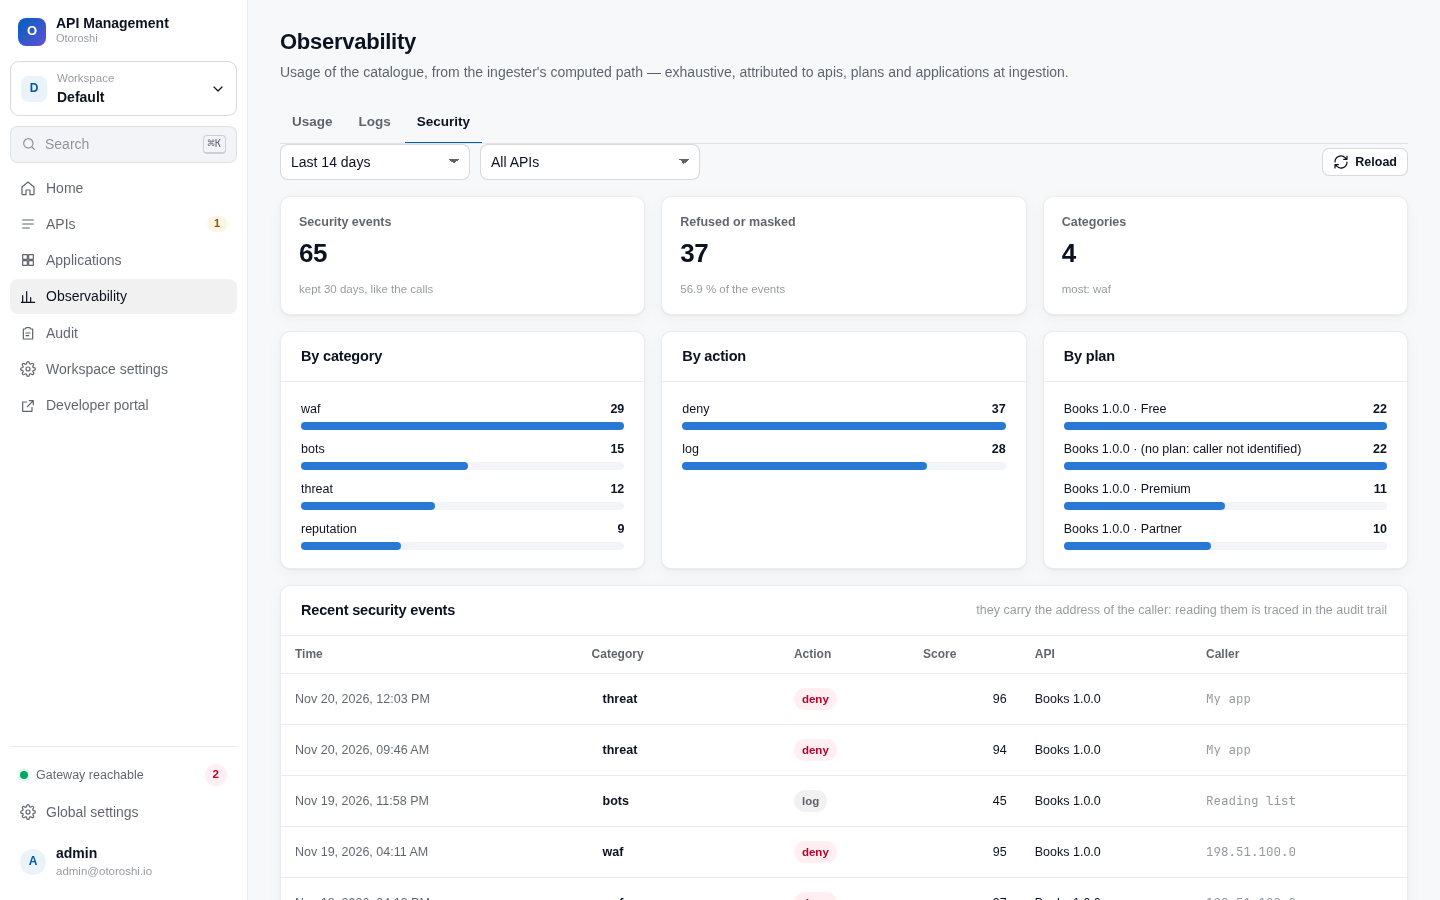 O
API Management
Otoroshi
D
Workspace
Default
Search
⌘K
Home
APIs
1
Applications
Observability
Audit
Workspace settings
Developer portal
Gateway reachable
2
Global settings
A
admin
admin@otoroshi.io
Observability
Usage of the catalogue, from the ingester's computed path — exhaustive, attributed to apis, plans and applications at ingestion.
Usage
Logs
Security
Last 14 days
All APIs
Reload
Security events
65
kept 30 days, like the calls
Refused or masked
37
56.9 % of the events
Categories
4
most: waf
By category
waf 29
bots 15
threat 12
reputation 9
By action
deny 37
log 28
By plan
Books 1.0.0 · Free 22
Books 1.0.0 · (no plan: caller not identified) 22
Books 1.0.0 · Premium 11
Books 1.0.0 · Partner 10
Recent security events
they carry the address of the caller: reading them is traced in the audit trail
Time Category Action Score API Caller
Nov 20, 2026, 12:03 PM threat deny 96 Books 1.0.0 My app
Nov 20, 2026, 09:46 AM threat deny 94 Books 1.0.0 My app
Nov 19, 2026, 11:58 PM bots log 45 Books 1.0.0 Reading list
Nov 19, 2026, 04:11 AM waf deny 95 Books 1.0.0 198.51.100.0